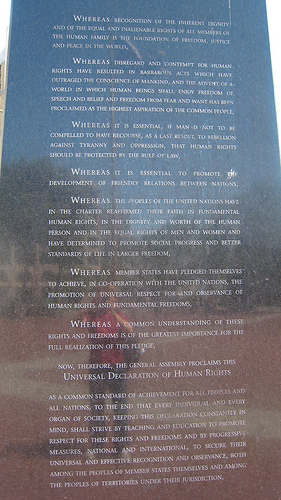 WHEREAS RECOGNITION OF THE INHERENT DIGNITY
AND OF THE EQUAL AND INALIENABLE RIGHTS OF ALL MEMBERS OF
THE HUMAN FAMILY IS THE FOUNDATION OF FREEDOM, JUSTICE
AND PEACE IN THE WORLD,
WHEREAS DISREGARD AND CONTEMPT FOR HUMAN
RIGHTS HAVE RESULTED IN BARBAROUS ACTS WHICH HAVE
OUTRAGED THE CONSCIENCE OF MANKIND, AND THE ADVENT OF A
WORLD IN WHICH HUMAN BEINGS SHALL ENJOY FREEDOM OF
SPEECH AND BELIEF AND FREEDOM FROM FEAR AND WANT HAS BEEN
PROCLAIMED AS THE HIGHEST ASPIRATION OF THE COMMON PEOPLE,
WHEREAS IT IS ESSENTIAL, IF MAN IS NOT TO BE
COMPELLED TO HAVE RECOURSE, AS A LAST RESORT, TO REBELLION
AGAINST TYRANNY AND OPPRESSION, THAT HUMAN RIGHTS
SHOULD BE PROTECTED BY THE RULE OF LAW,
WHEREAS IT IS ESSENTIAL TO PROMOTE THE
DEVELOPMENT OF FRIENDLY RELATIONS BETWEEN NATIONS,
WHEREAS THE PEOPLES OF THE UNITED NATIONS HAVE
IN THE CHARTER REAFFIRMED THEIR FAITH IN FUNDAMENTAL
HUMAN RIGHTS, IN THE DIGNITY AND WORTH OF THE HUMAN
PERSON AND IN THE EQUAL RIGHTS OF MEN AND WOMEN AND
HAVE DETERMINED TO PROMOTE SOCIAL PROGRESS AND BETTER
STANDARDS OF LIFE IN LARGER FREEDOM,
WHEREAS MEMBER STATES HAVE PLEDGED THEMSELVES
TO ACHIEVE, IN CO-OPERATION WITH THE UNITED NATIONS, THE
PROMOTION OF UNIVERSAL RESPECT FOR AND OBSERVANCE OF
HUMAN RIGHTS AND FUNDAMENTAL FREEDOMS,
WHEREAS A COMMON UNDERSTANDING OF THESE
RIGHTS AND FREEDOMS IS OF THE GREATEST IMPORTANCE FOR THE
FULL REALIZATION OF THIS PLEDGE,
NOW, THEREFORE, THE GENERAL ASSEMBLY PROCLAIMS THIS
UNIVERSAL DECLARATION OF HUMAN RIGHTS
AS A COMMON STANDARD OF ACHIEVEMENT FOR ALL PEOPLES AND
ALL NATIONS, TO THE END THAT EVERY INDIVIDUAL AND EVERY
ORGAN OF SOCIETY, KEEPING THIS DECLARATION CONSTANTLY IN
MIND, SHALL STRIVE BY TEACHING AND EDUCATION TO PROMOTE
RESPECT FOR THESE RIGHTS AND FREEDOMS AND BY PROGRESSIVE
MEASURES, NATIONAL AND INTERNATIONAL, TO SECURE THEIR
UNIVERSAL AND EFFECTIVE RECOGNITION AND OBSERVANCE, BOTH
AMONG THE PEOPLES OF MEMBER STATES THEMSELVES AND AMONG
THE PEOPLES OF TERRITORIES UNDER THEIR JURISDICTION.